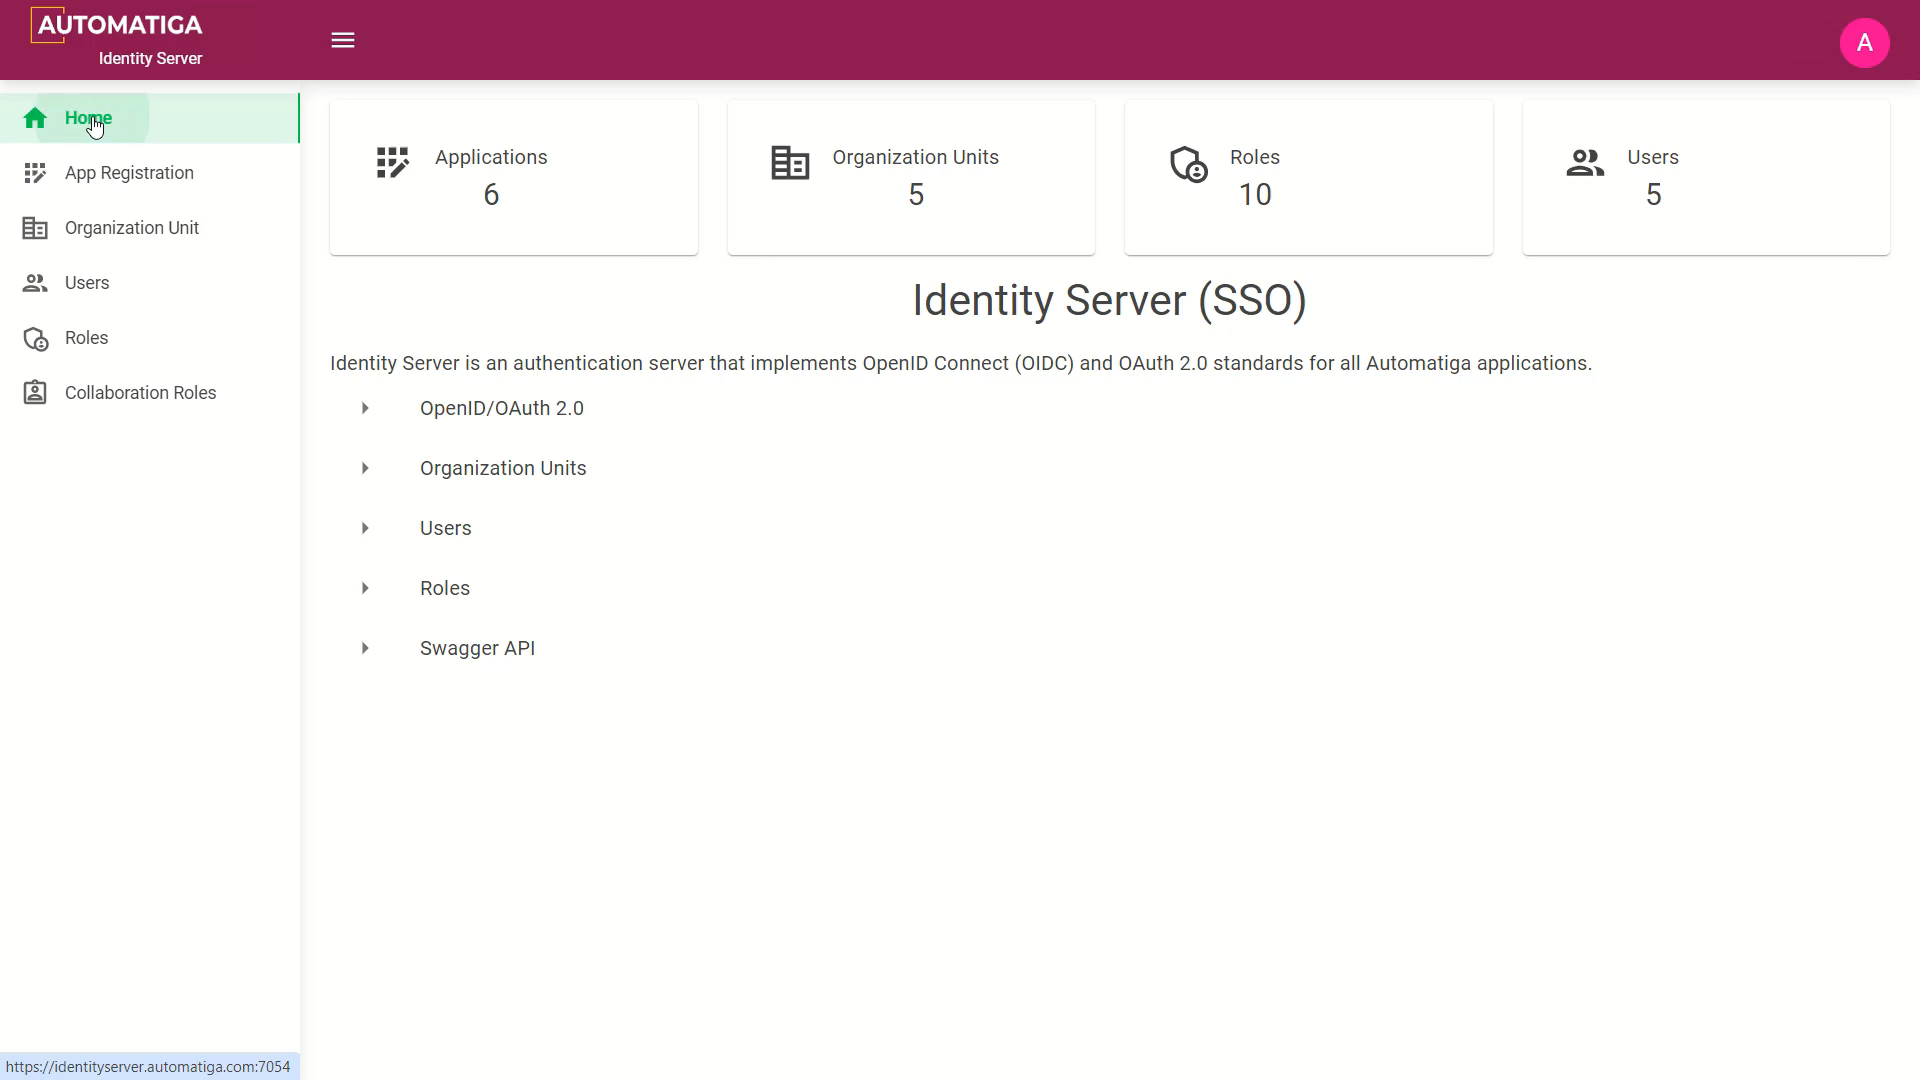 AUTOMATIGA
Identity Server
A
Home
App Registration
Organization Unit
Users
Roles
Collaboration Roles
Applications
6
Organization Units
5
Roles
10
Users
5
Identity Server (SSO)
Identity Server is an authentication server that implements OpenID Connect (OIDC) and OAuth 2.0 standards for all Automatiga applications.
OpenID/OAuth 2.0
Organization Units
Users
Roles
Swagger API
https://identityserver.automatiga.com:7054